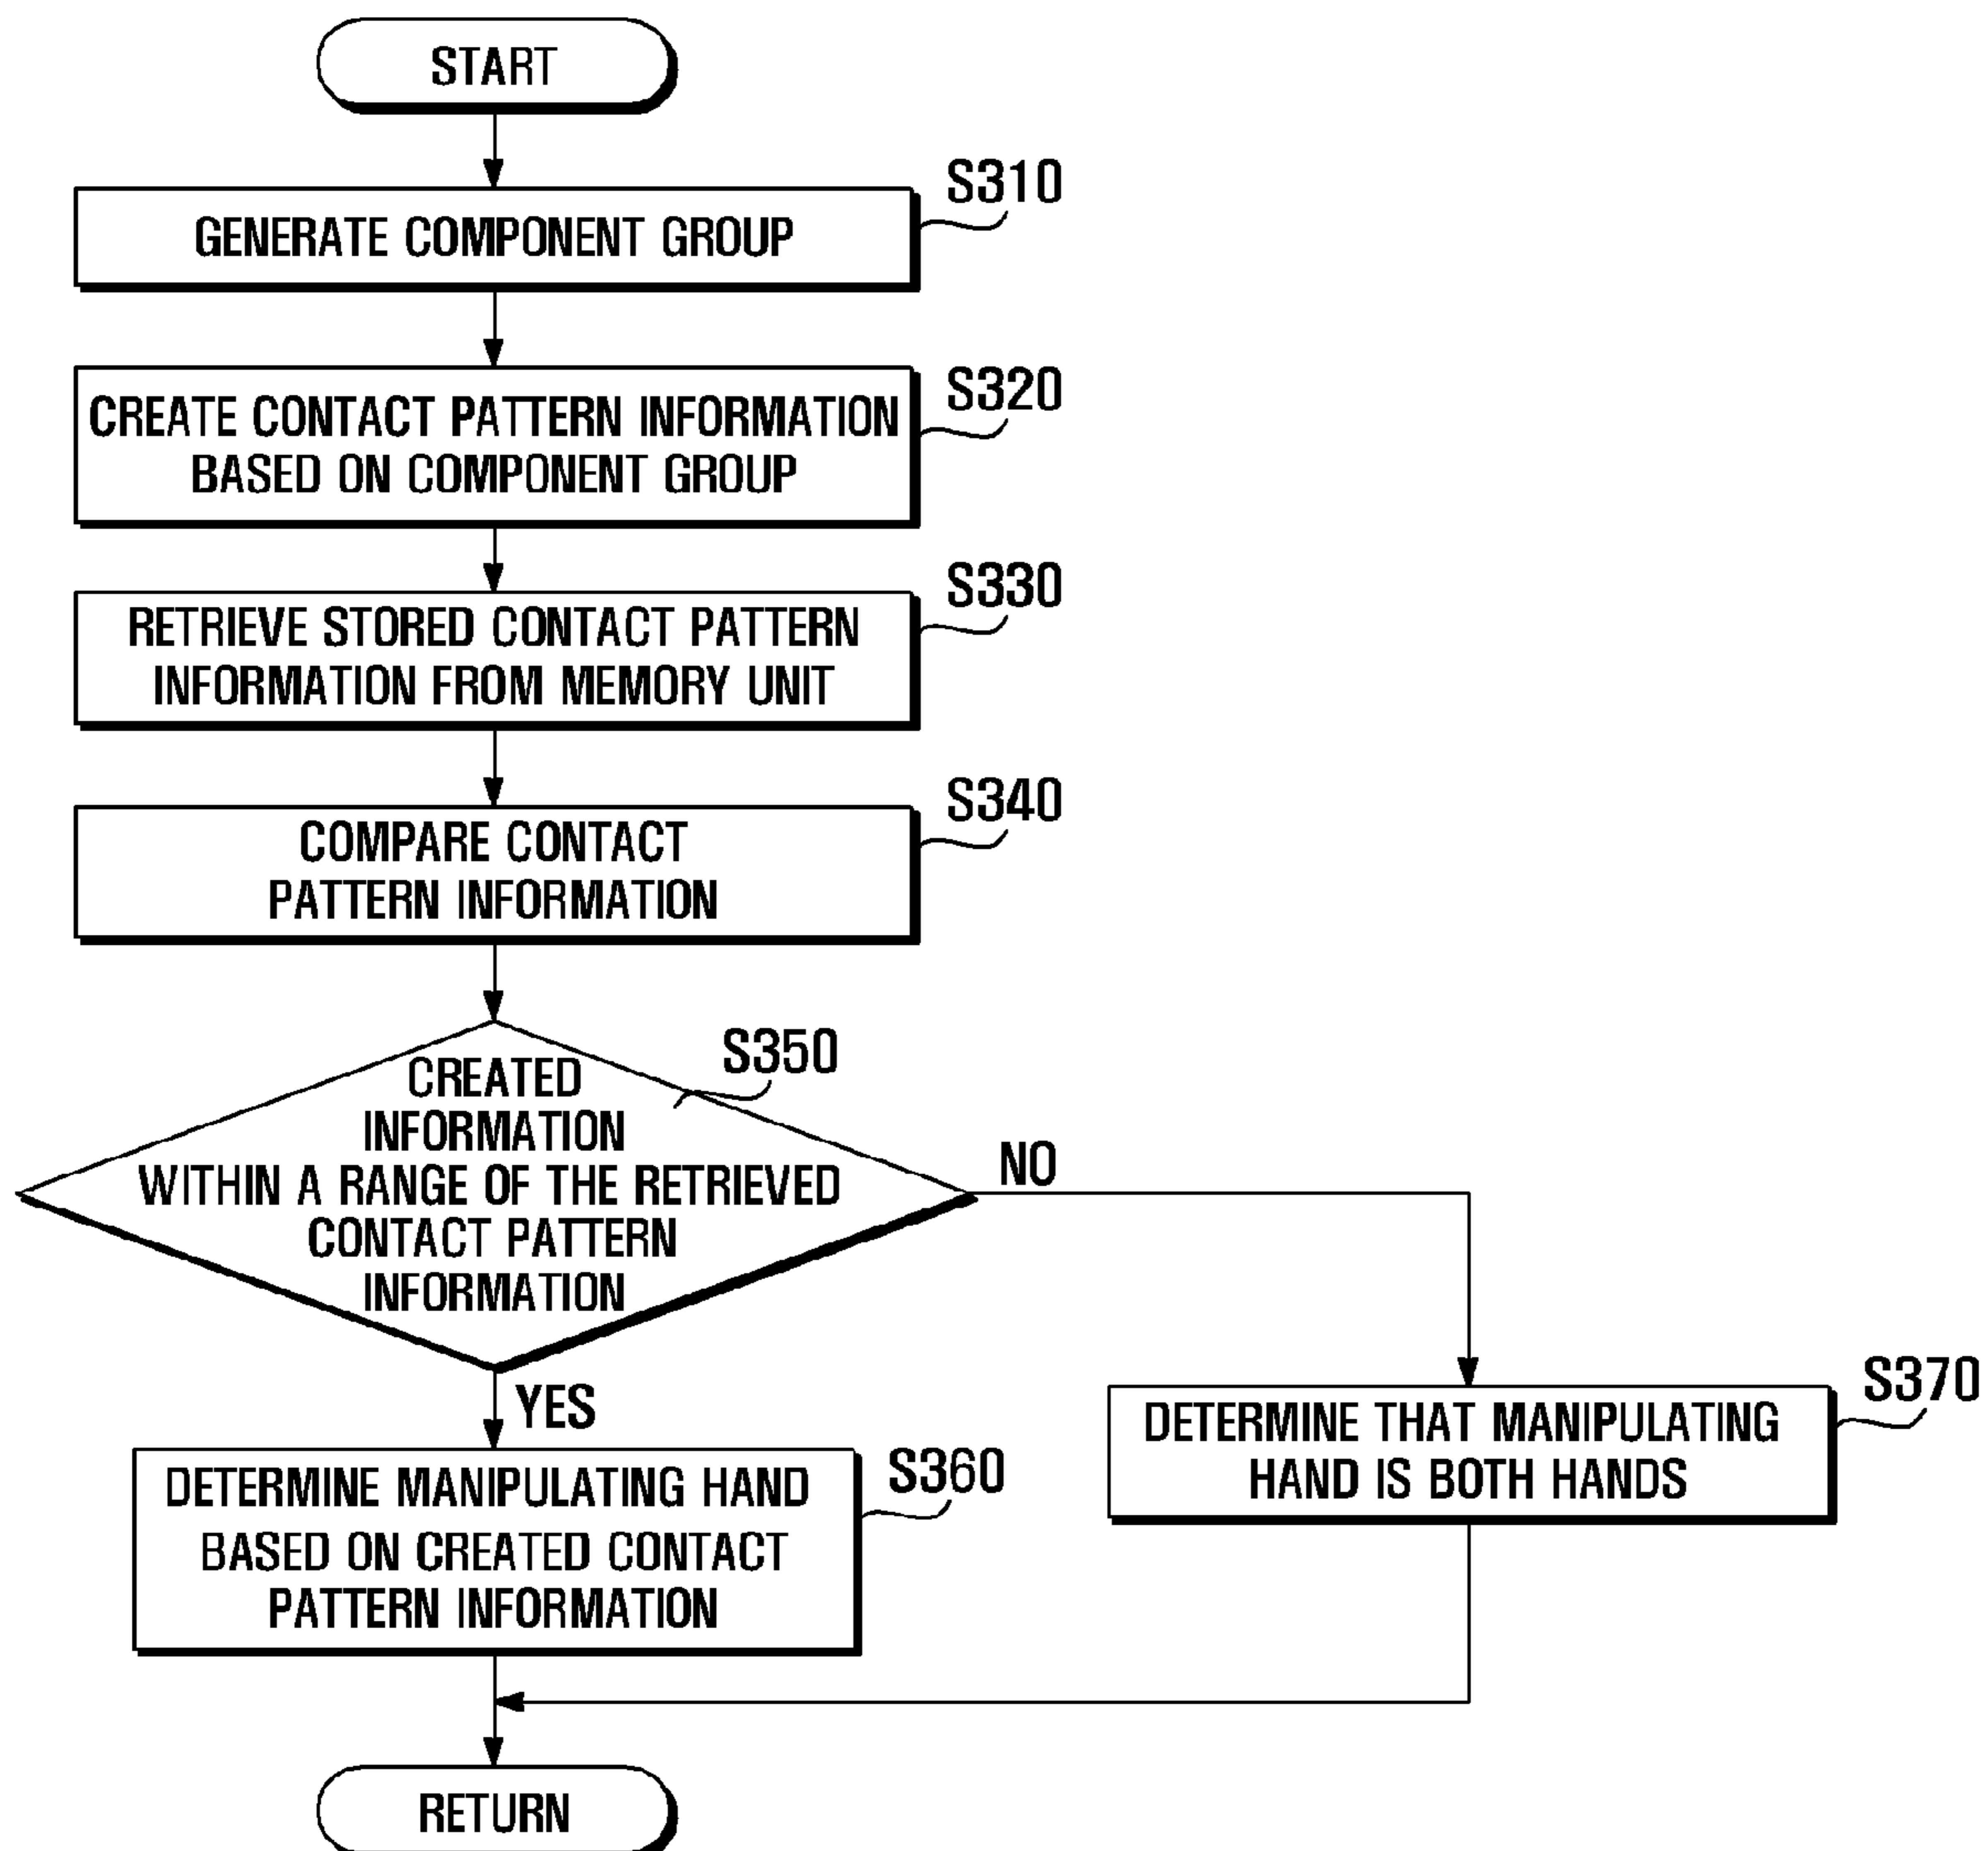 START
S310
GENERATE COMPONENT GROUP
S320
CREATE CONTACT PATTERN INFORMATION
BASED ON COMPONENT GROUP
S330
RETRIEVE STORED CONTACT PATTERN
INFORMATION FROM MEMORY UNIT
S340
COMPARE CONTACT
PATTERN INFORMATION
S350
CREATED
INFORMATION
WITHIN A RANGE OF THE RETRIEVED
CONTACT PATTERN
INFORMATION
NO
YES
S360
DETERMINE MANIPULATING HAND
BASED ON CREATED CONTACT
PATTERN INFORMATION
S370
DETERMINE THAT MANIPULATING
HAND IS BOTH HANDS
RETURN